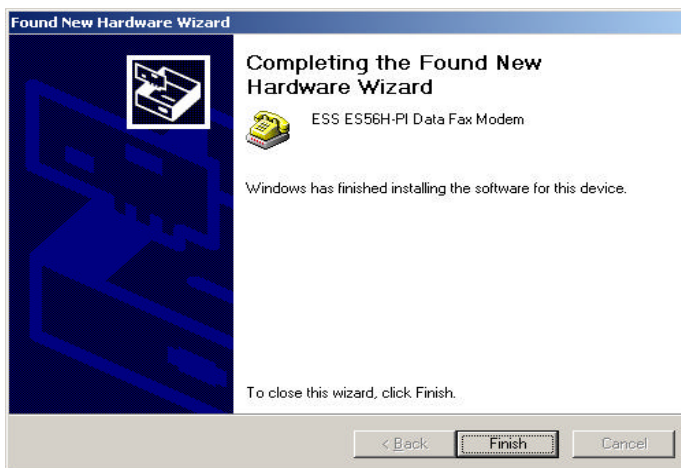 Found New Hardware Wizard
Completing the Found New
Hardware Wizard
ESS ES56H-PI Data Fax Modem
Windows has finished installing the software for this device.
To close this wizard, click Finish.
< Back
Finish
Cancel